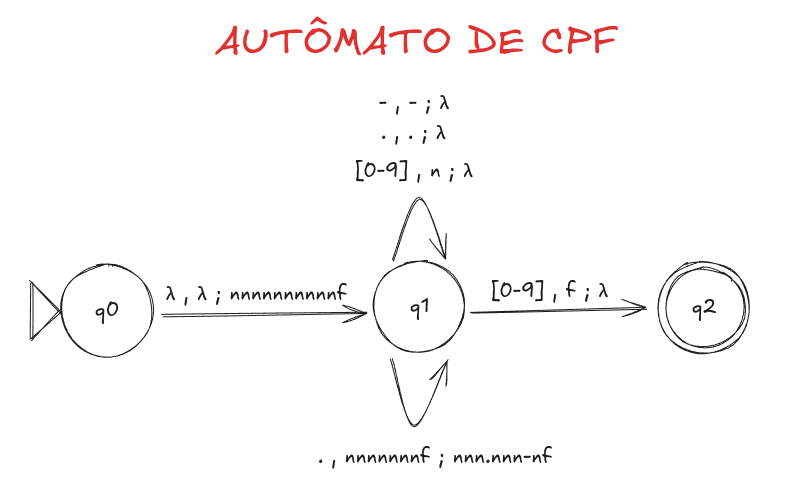 AUTÔMATO DE CPF
- , - ; λ
. , . ; λ
[0-9] , n ; λ
λ , λ ; nnnnnnnnnnf
[0-9] , f ; λ
q0
q1
q2
. , nnnnnnnf ; nnn.nnn-nf